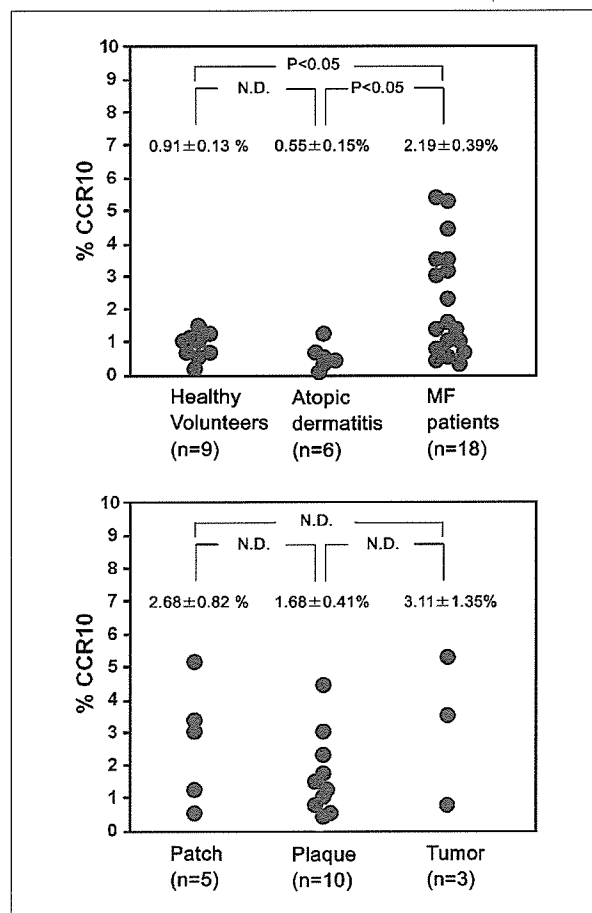 10
P<0.05
9
N.D.
P<0.05
8
7
0.91±0.13 %
0.55±0.15%
2.19±0.39%
6
5
4
3
2
1
0
% CCR10
Healthy
Volunteers
(n=9)
Atopic
dermatitis
(n=6)
MF
patients
(n=18)
10
N.D.
9
N.D.
N.D.
8
7
2.68±0.82 %
1.68±0.41%
3.11±1.35%
6
5
4
3
2
1
0
% CCR10
Patch
(n=5)
Plaque
(n=10)
Tumor
(n=3)